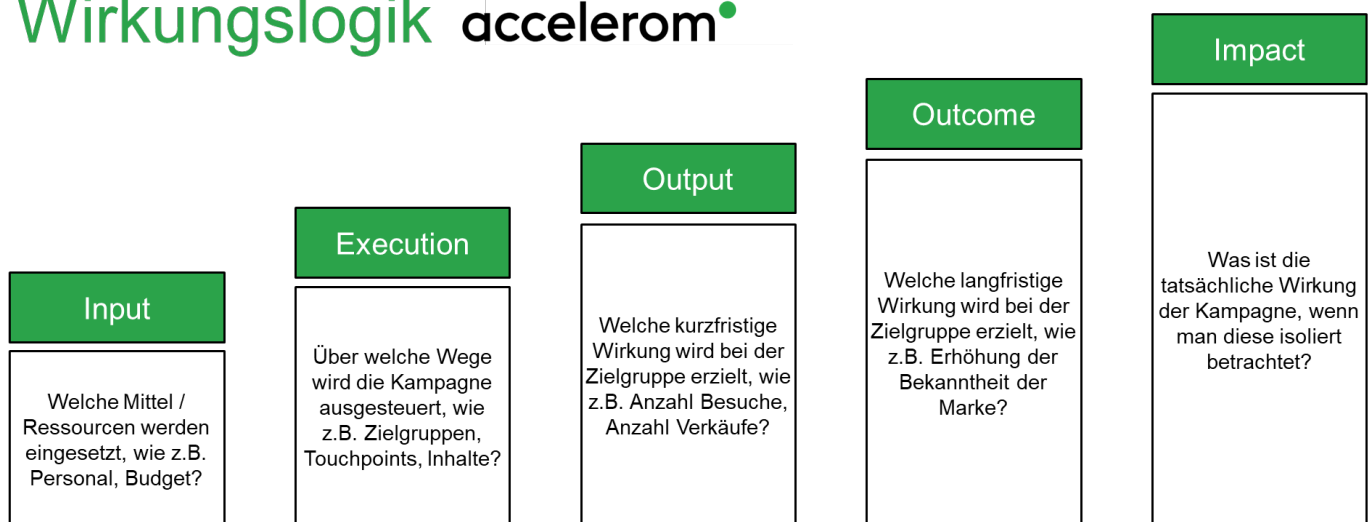 Wirkungslogik accelerom
Input
Welche Mittel /
Ressourcen werden
eingesetzt, wie z.B.
Personal, Budget?
Execution
Über welche Wege
wird die Kampagne
ausgesteuert, wie
z.B. Zielgruppen,
Touchpoints, Inhalte?
Output
Welche kurzfristige
Wirkung wird bei der
Zielgruppe erzielt, wie
z.B. Anzahl Besuche,
Anzahl Verkäufe?
Outcome
Welche langfristige
Wirkung wird bei der
Zielgruppe erzielt, wie
z.B. Erhöhung der
Bekanntheit der
Marke?
Impact
Was ist die
tatsächliche Wirkung
der Kampagne, wenn
man diese isoliert
betrachtet?